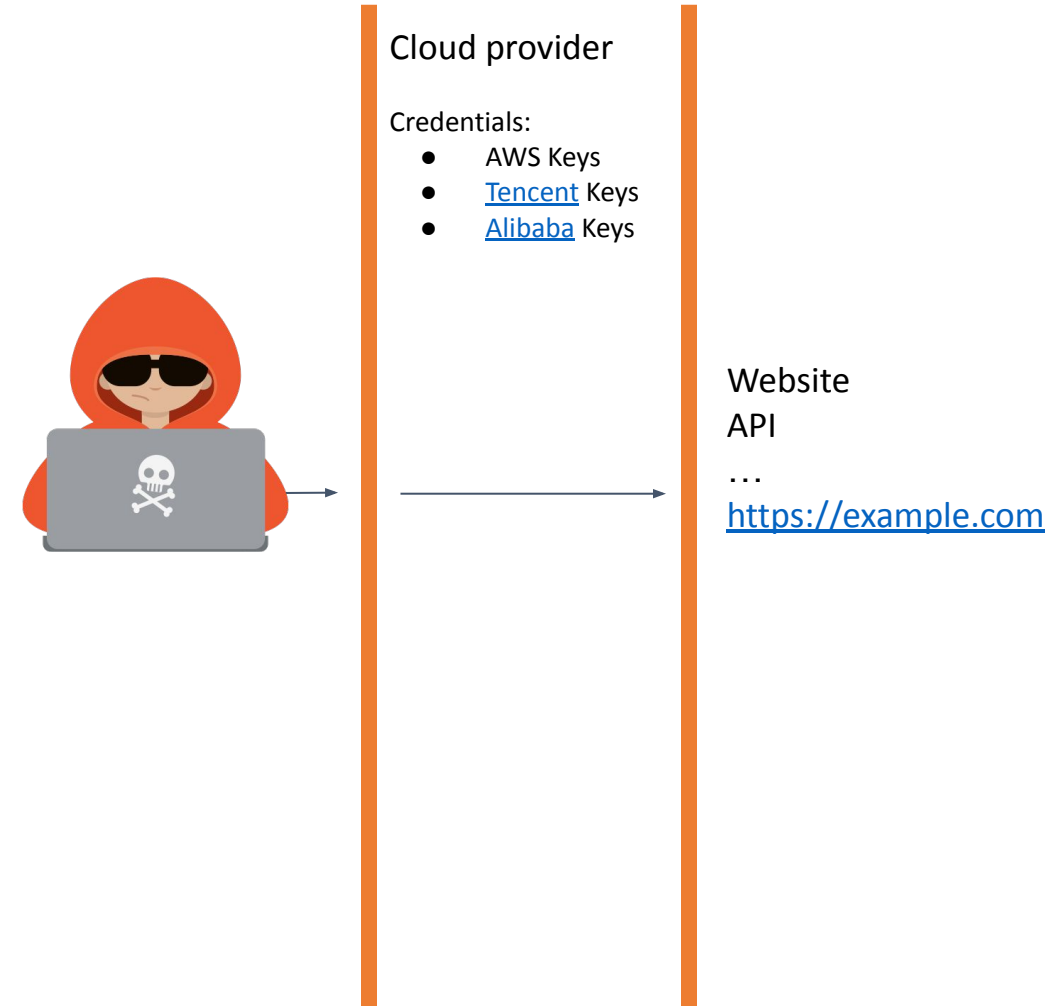 Cloud provider
Credentials:
● AWS Keys
● Tencent Keys
● Alibaba Keys
Website
API
…
https://example.com